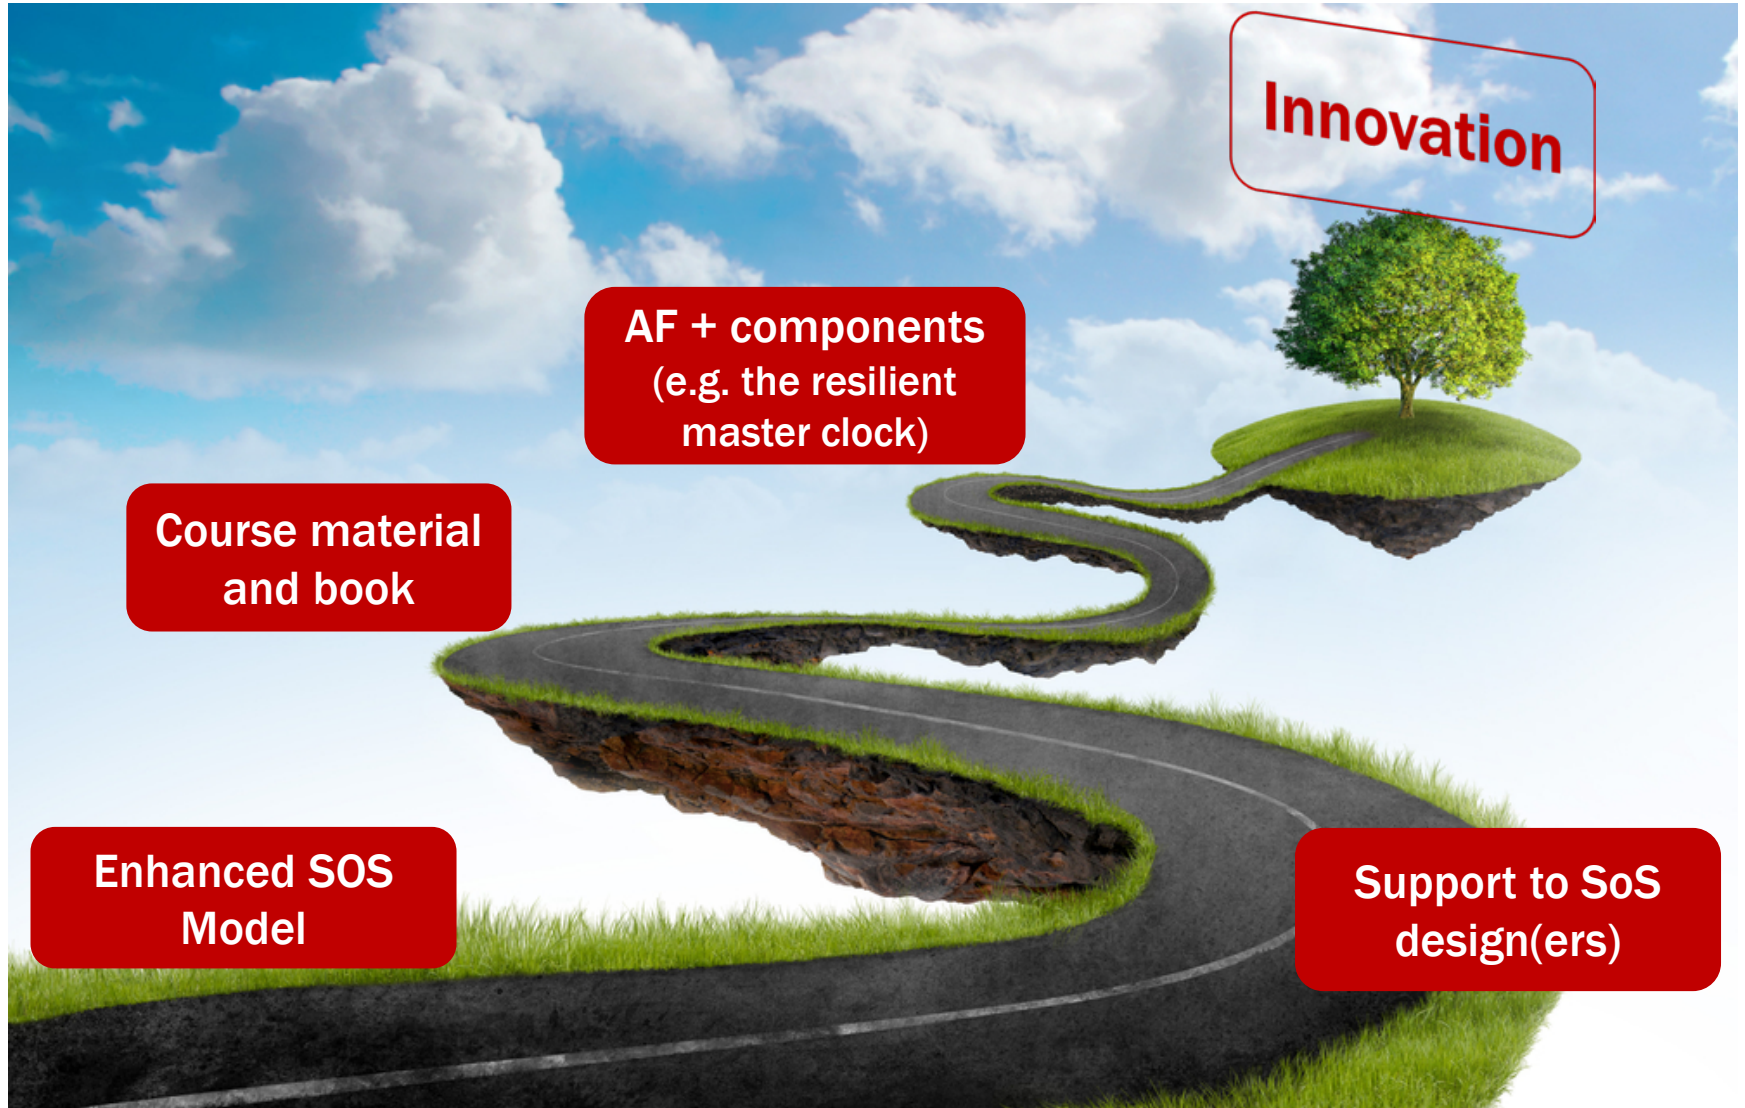 Innovation
AF + components
(e.g. the resilient
master clock)
Course material
and book
Enhanced SOS
Model
Support to SoS
design(ers)